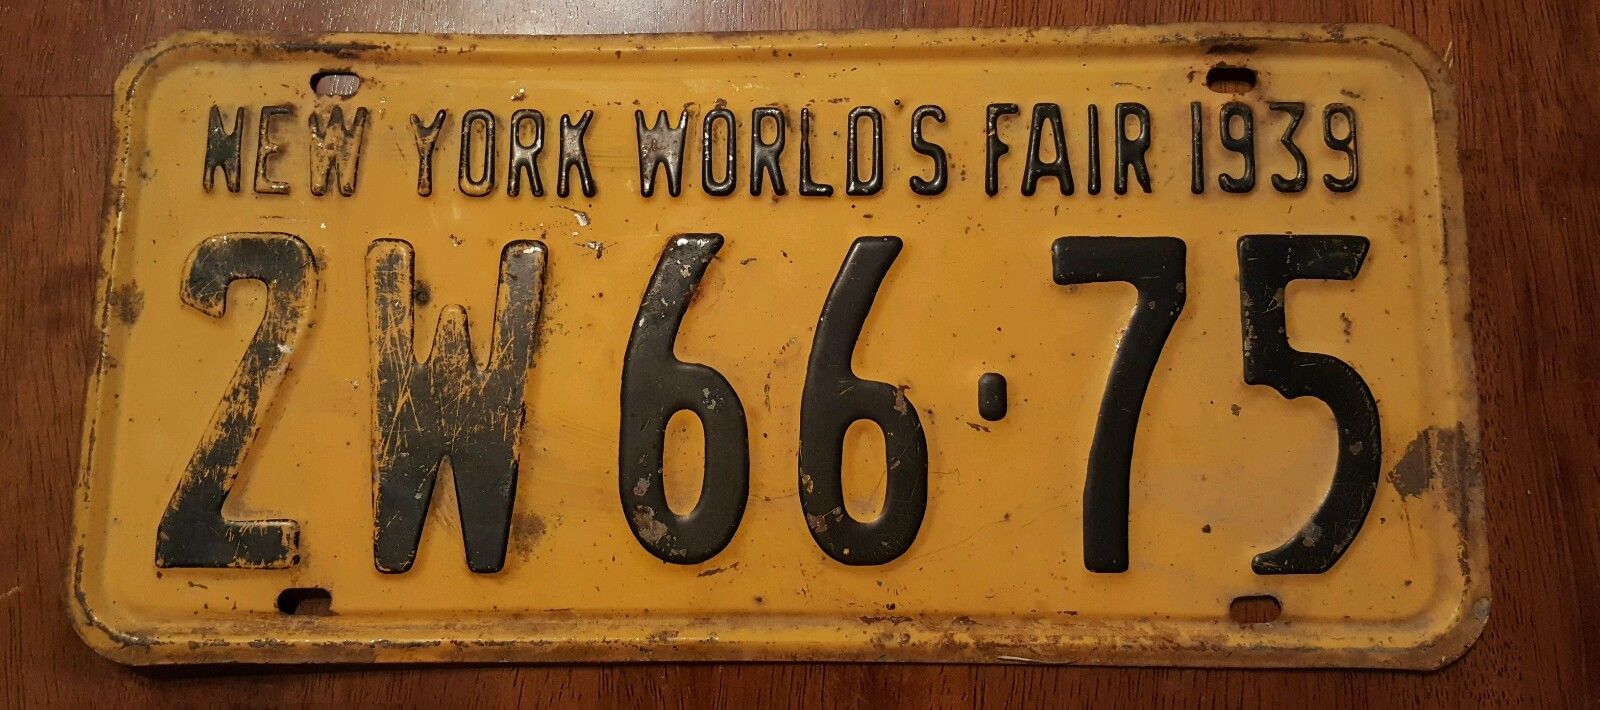 NEW YORK WORLD'S FAIR 1939
2W 66·75